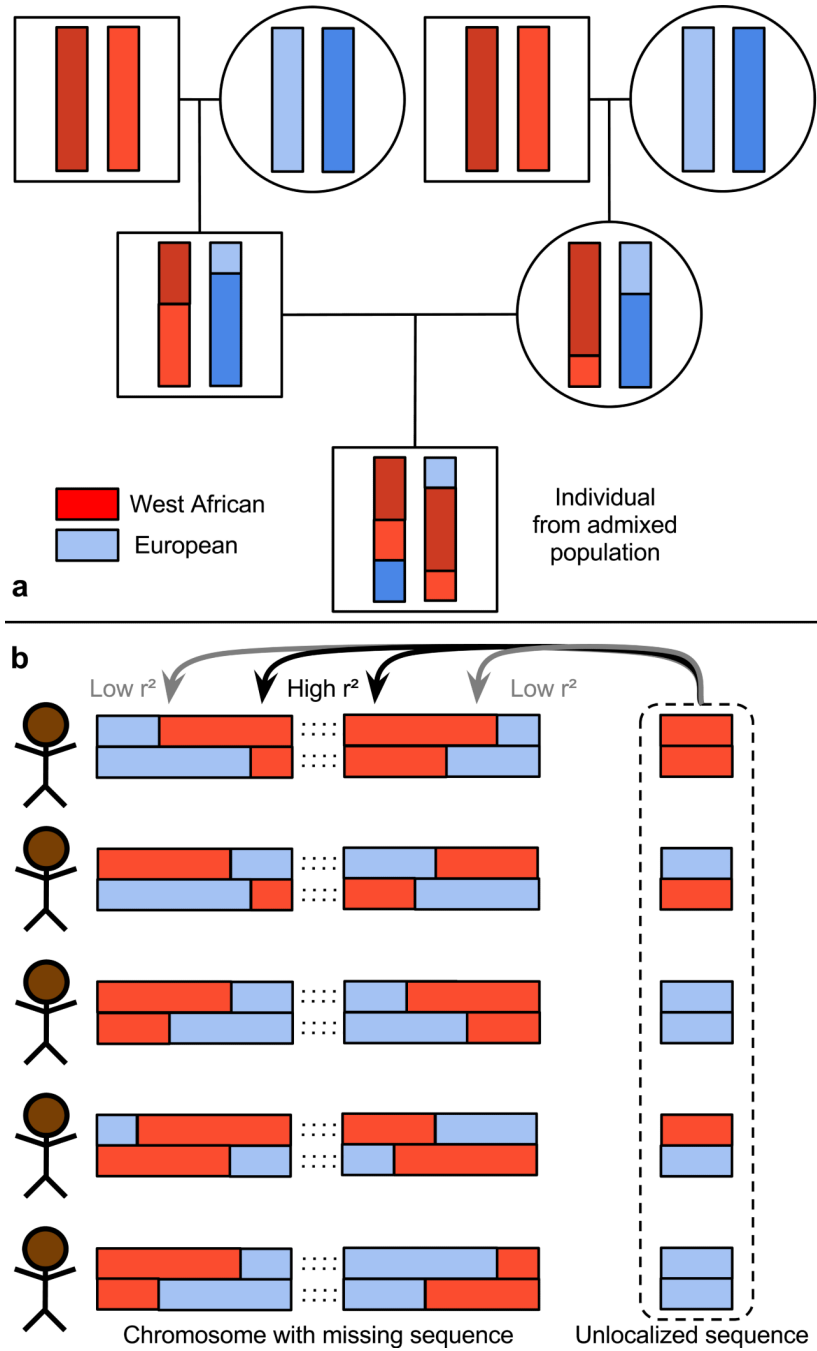 West African
European
Individual
from admixed
population
a
b
Low r²
High r²
Low r²
Chromosome with missing sequence
Unlocalized sequence